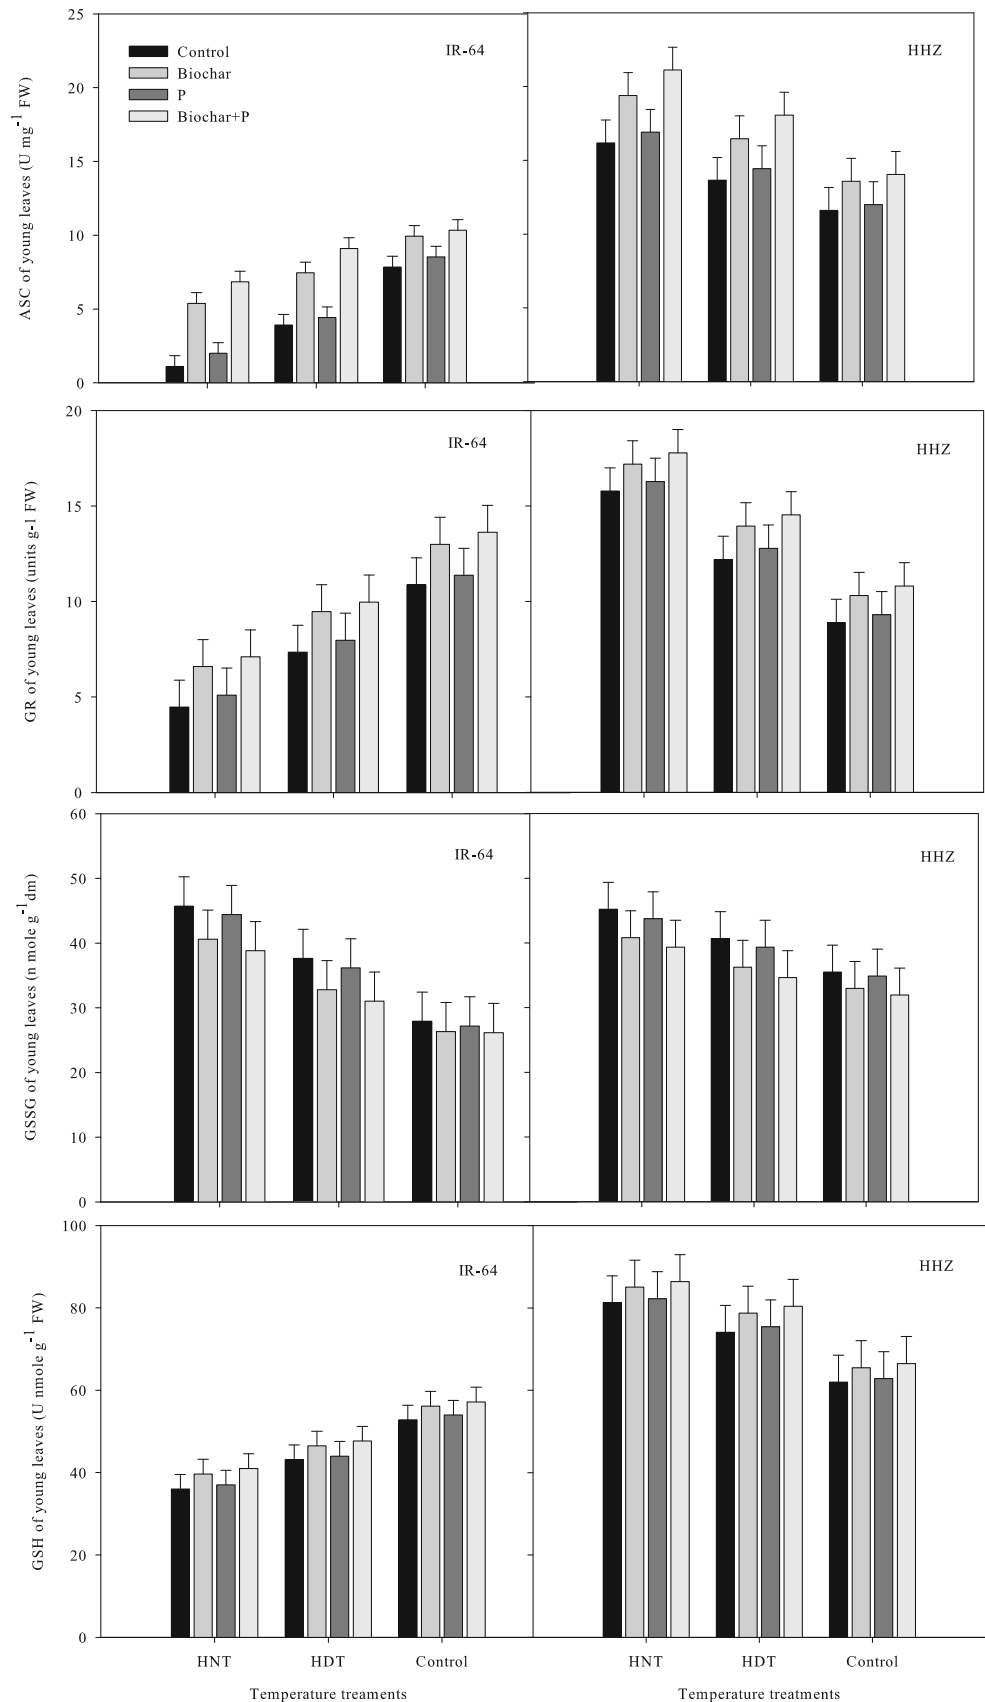 25
20
15
10
5
0
ASC of young leaves (U mg-1 FW)
Control
Biochar
P
Biochar+P
IR-64
HHZ
20
15
10
5
0
GR of young leaves (units g-1 FW)
IR-64
HHZ
60
50
40
30
20
10
0
GSSG of young leaves (n mole g-1 dm)
IR-64
HHZ
100
80
60
40
20
0
GSH of young leaves (U nmole g-1 FW)
IR-64
HHZ
HNT HDT Control
HNT HDT Control
Temperature treaments
Temperature treatments